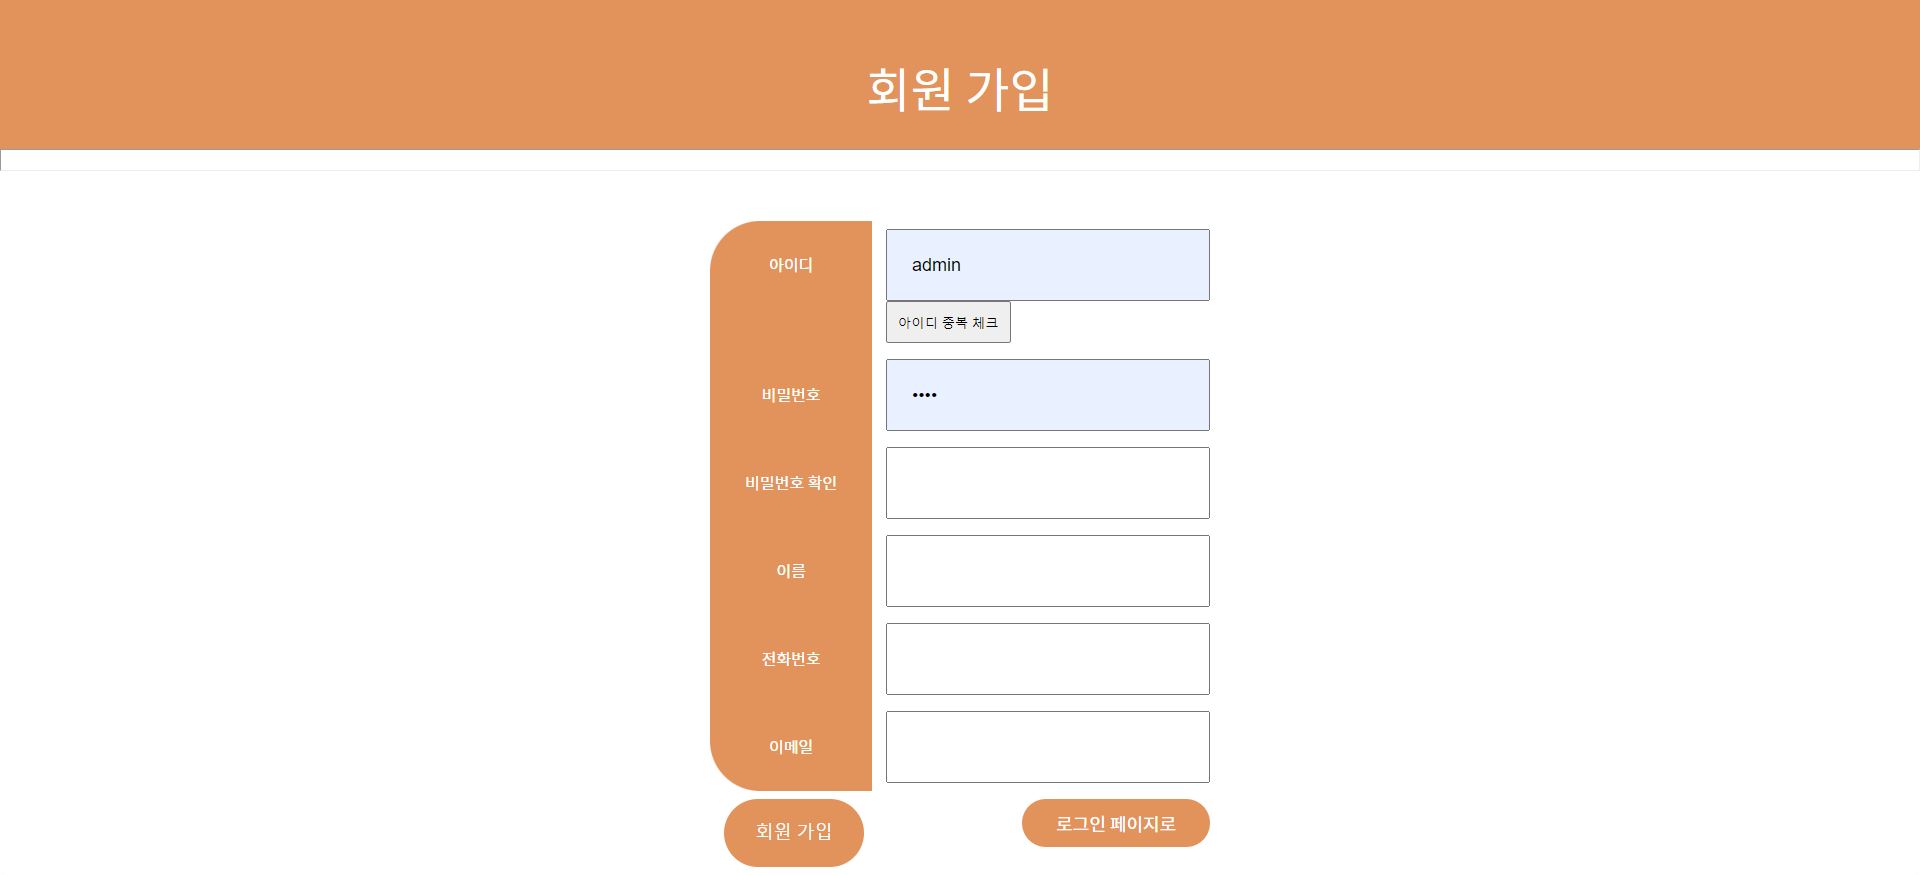 회원 가입
아이디
admin
아이디 중복 체크
비밀번호
••••
비밀번호 확인
이름
전화번호
이메일
회원 가입
로그인 페이지로